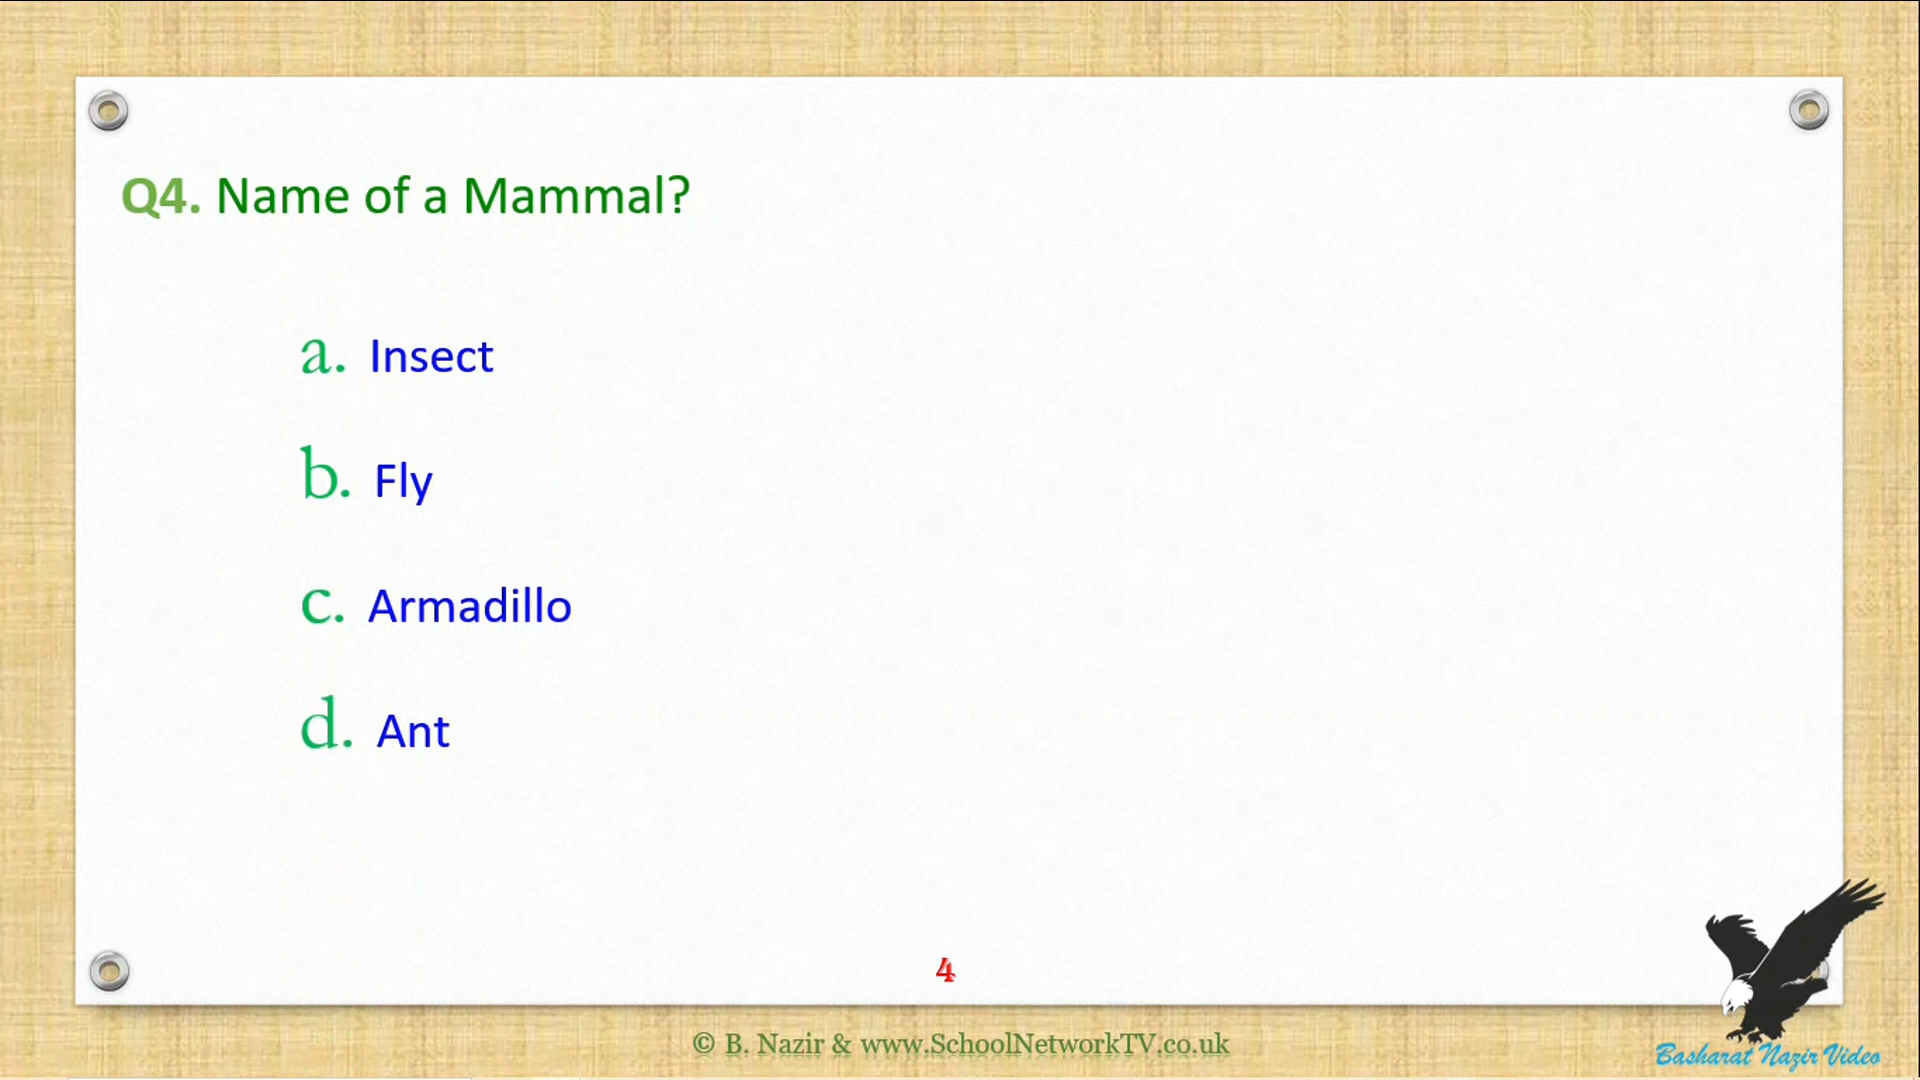 Q4. Name of a Mammal?
a. Insect
b. Fly
c. Armadillo
d. Ant
4
© B. Nazir & www.SchoolNetworkTV.co.uk
Basharat Nazir Video